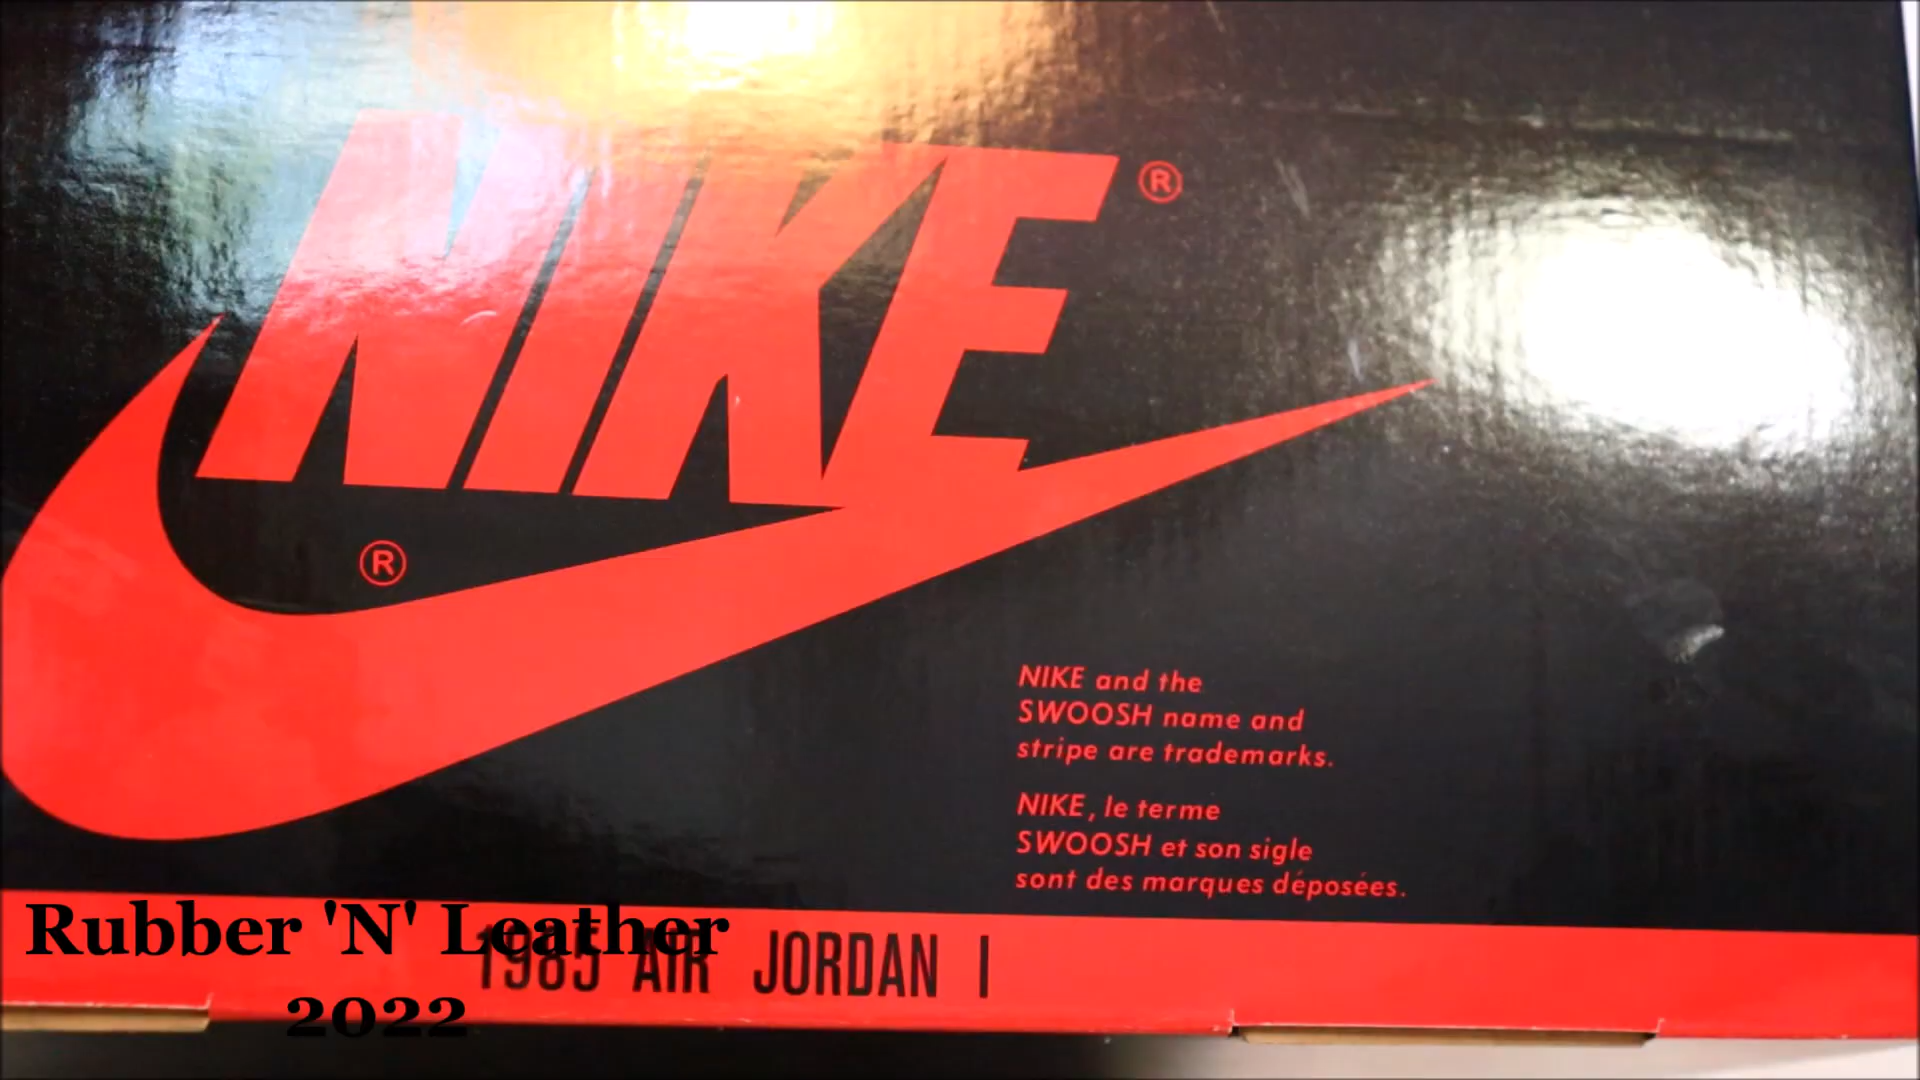 NIKE ®
®
NIKE and the
SWOOSH name and
stripe are trademarks.
NIKE, le terme
SWOOSH et son sigle
sont des marques déposées.
Rubber 'N' Leather
2022
1985 AIR JORDAN I